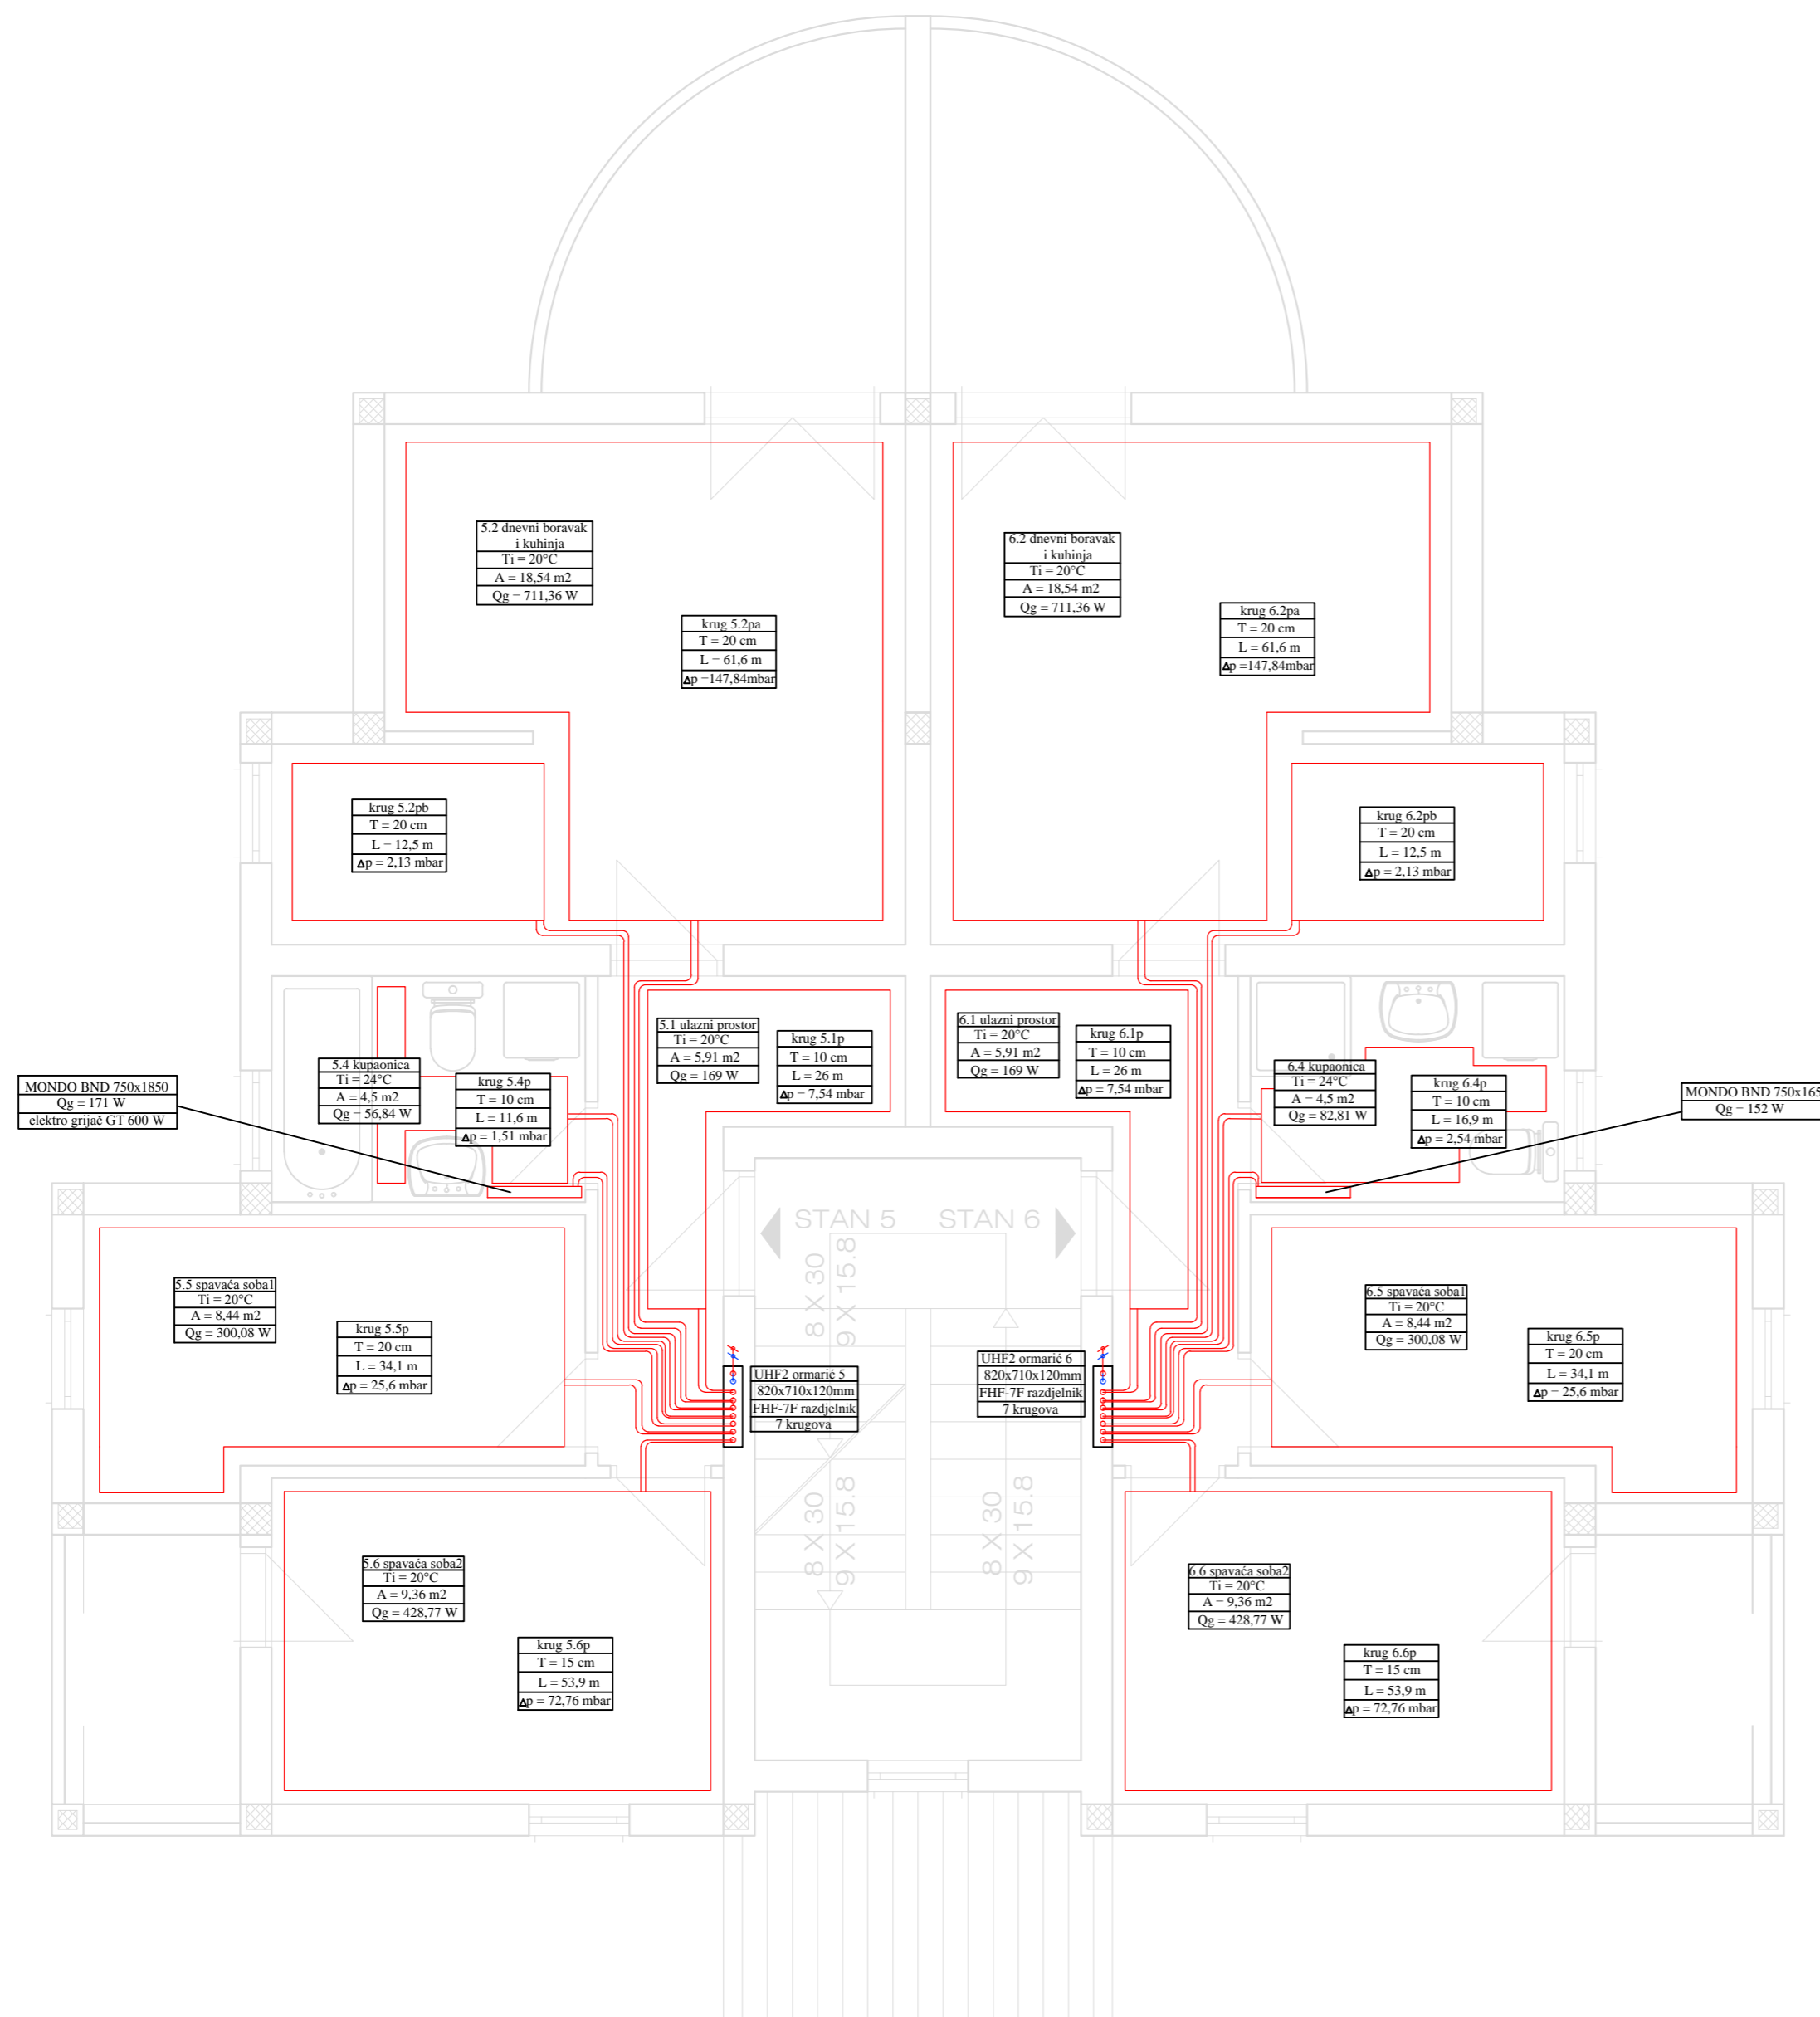 5.2 dnevni boravak
i kuhinja
Ti = 20°C
A = 18,54 m2
Qg = 711,36 W
6.2 dnevni boravak
i kuhinja
Ti = 20°C
A = 18,54 m2
Qg = 711,36 W
krug 5.2pa
T = 20 cm
L = 61,6 m
Δp =147,84mbar
krug 6.2pa
T = 20 cm
L = 61,6 m
Δp =147,84mbar
krug 5.2pb
T = 20 cm
L = 12,5 m
Δp = 2,13 mbar
krug 6.2pb
T = 20 cm
L = 12,5 m
Δp = 2,13 mbar
5.1 ulazni prostor
Ti = 20°C
A = 5,91 m2
Qg = 169 W
krug 5.1p
T = 10 cm
L = 26 m
Δp = 7,54 mbar
6.1 ulazni prostor
Ti = 20°C
A = 5,91 m2
Qg = 169 W
krug 6.1p
T = 10 cm
L = 26 m
Δp = 7,54 mbar
MONDO BND 750x1850
Qg = 171 W
elektro grijač GT 600 W
5.4 kupaonica
Ti = 24°C
A = 4,5 m2
Qg = 56,84 W
krug 5.4p
T = 10 cm
L = 11,6 m
Δp = 1,51 mbar
6.4 kupaonica
Ti = 24°C
A = 4,5 m2
Qg = 82,81 W
krug 6.4p
T = 10 cm
L = 16,9 m
Δp = 2,54 mbar
MONDO BND 750x165
Qg = 152 W
STAN 5
STAN 6
8 X 30
9 X 15.8
5.5 spavaća soba1
Ti = 20°C
A = 8,44 m2
Qg = 300,08 W
krug 5.5p
T = 20 cm
L = 34,1 m
Δp = 25,6 mbar
6.5 spavaća soba1
Ti = 20°C
A = 8,44 m2
Qg = 300,08 W
krug 6.5p
T = 20 cm
L = 34,1 m
Δp = 25,6 mbar
UHF2 ormarić 5
820x710x120mm
FHF-7F razdjelnik
7 krugova
UHF2 ormarić 6
820x710x120mm
FHF-7F razdjelnik
7 krugova
8 X 30
9 X 15.8
8 X 30
9 X 15.8
5.6 spavaća soba2
Ti = 20°C
A = 9,36 m2
Qg = 428,77 W
krug 5.6p
T = 15 cm
L = 53,9 m
Δp = 72,76 mbar
6.6 spavaća soba2
Ti = 20°C
A = 9,36 m2
Qg = 428,77 W
krug 6.6p
T = 15 cm
L = 53,9 m
Δp = 72,76 mbar